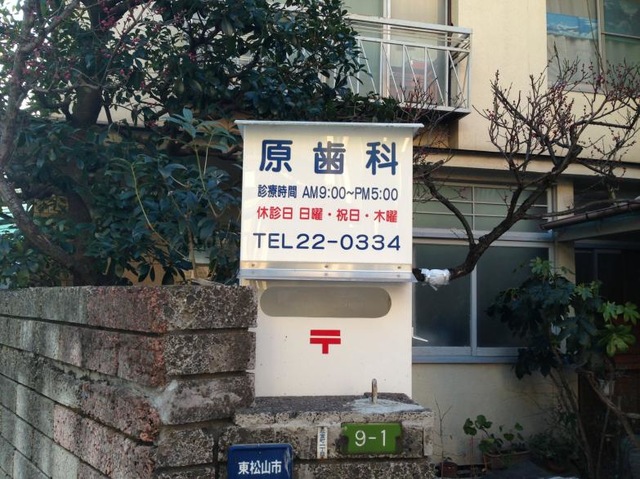 原歯科
診療時間 AM9:00～PM5:00
休診日 日曜・祝日・木曜
TEL22-0334
〒
9-1
東松山市